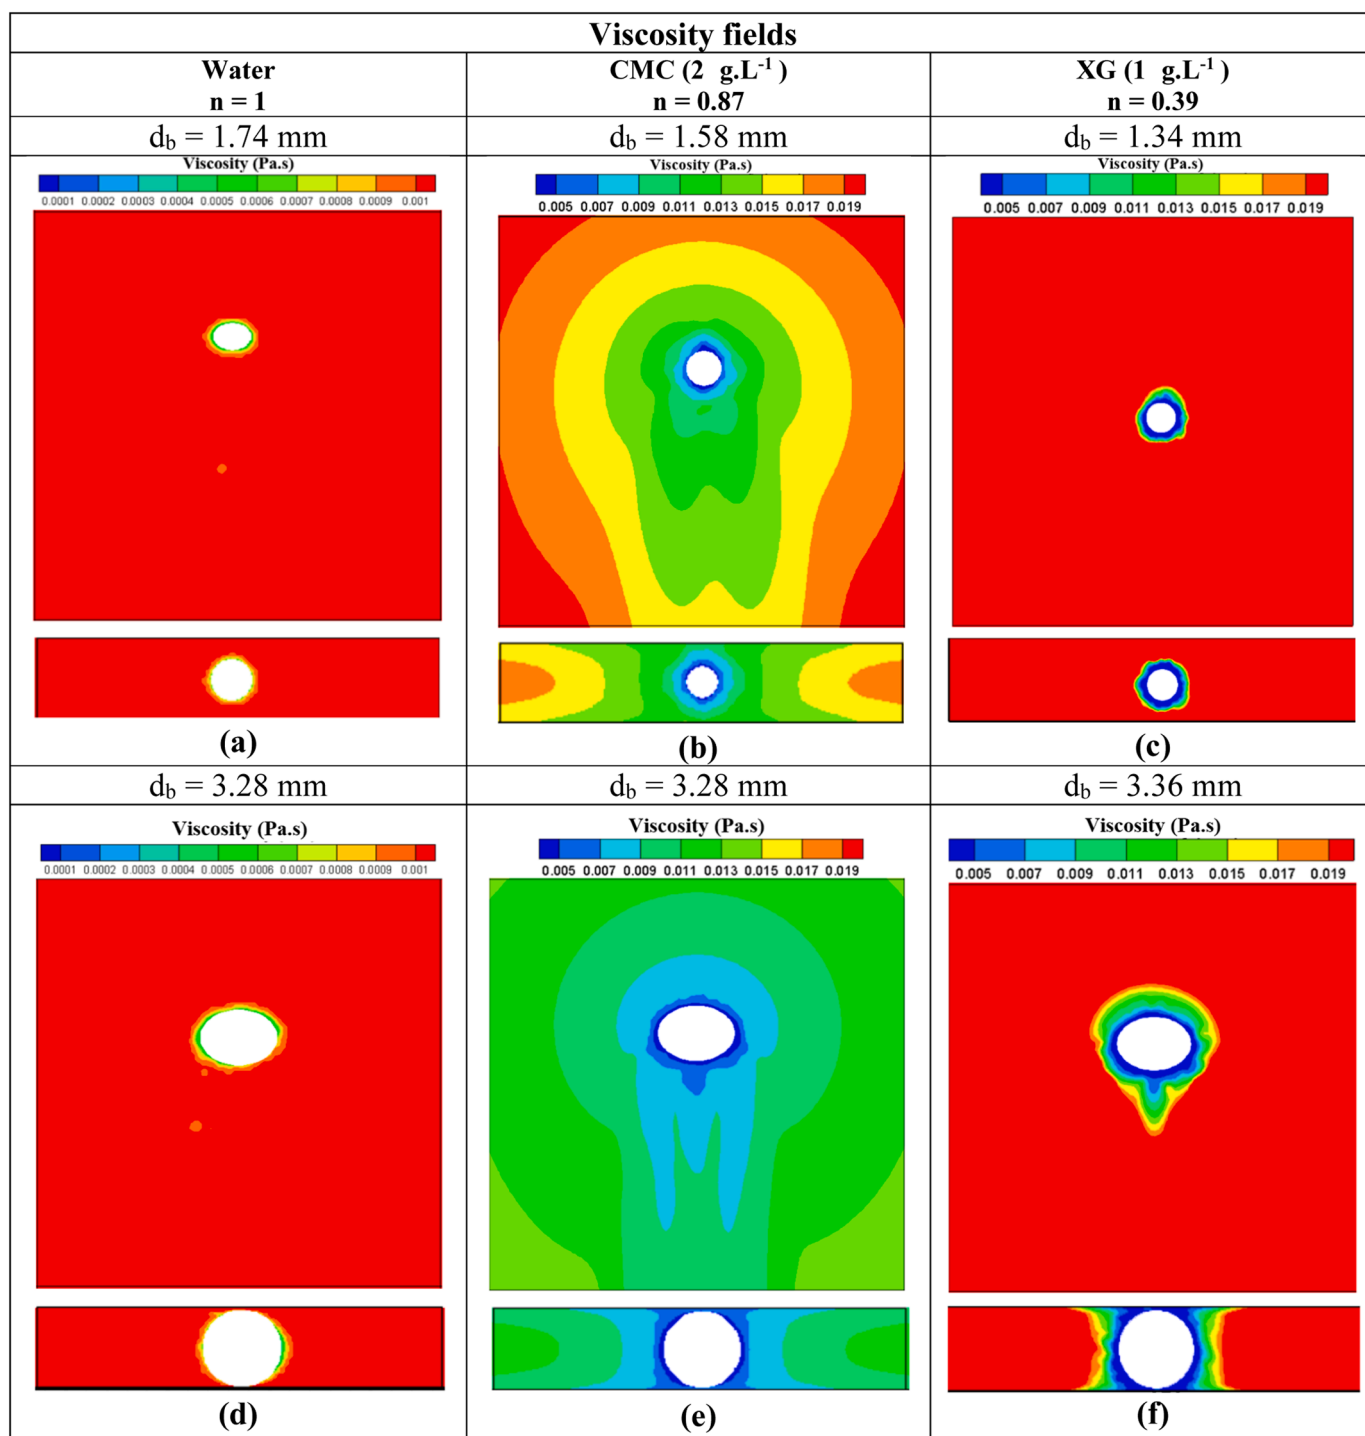 Viscosity fields
Water
n = 1
CMC (2 g.L⁻¹ )
n = 0.87
XG (1 g.L⁻¹ )
n = 0.39
d_b = 1.74 mm
d_b = 1.58 mm
d_b = 1.34 mm
Viscosity (Pa.s)
0.0001 0.0002 0.0003 0.0004 0.0005 0.0006 0.0007 0.0008 0.0009 0.001
(a)
Viscosity (Pa.s)
0.005 0.007 0.009 0.011 0.013 0.015 0.017 0.019
(b)
Viscosity (Pa.s)
0.005 0.007 0.009 0.011 0.013 0.015 0.017 0.019
(c)
d_b = 3.28 mm
d_b = 3.28 mm
d_b = 3.36 mm
Viscosity (Pa.s)
0.0001 0.0002 0.0003 0.0004 0.0005 0.0006 0.0007 0.0008 0.0009 0.001
(d)
Viscosity (Pa.s)
0.005 0.007 0.009 0.011 0.013 0.015 0.017 0.019
(e)
Viscosity (Pa.s)
0.005 0.007 0.009 0.011 0.013 0.015 0.017 0.019
(f)